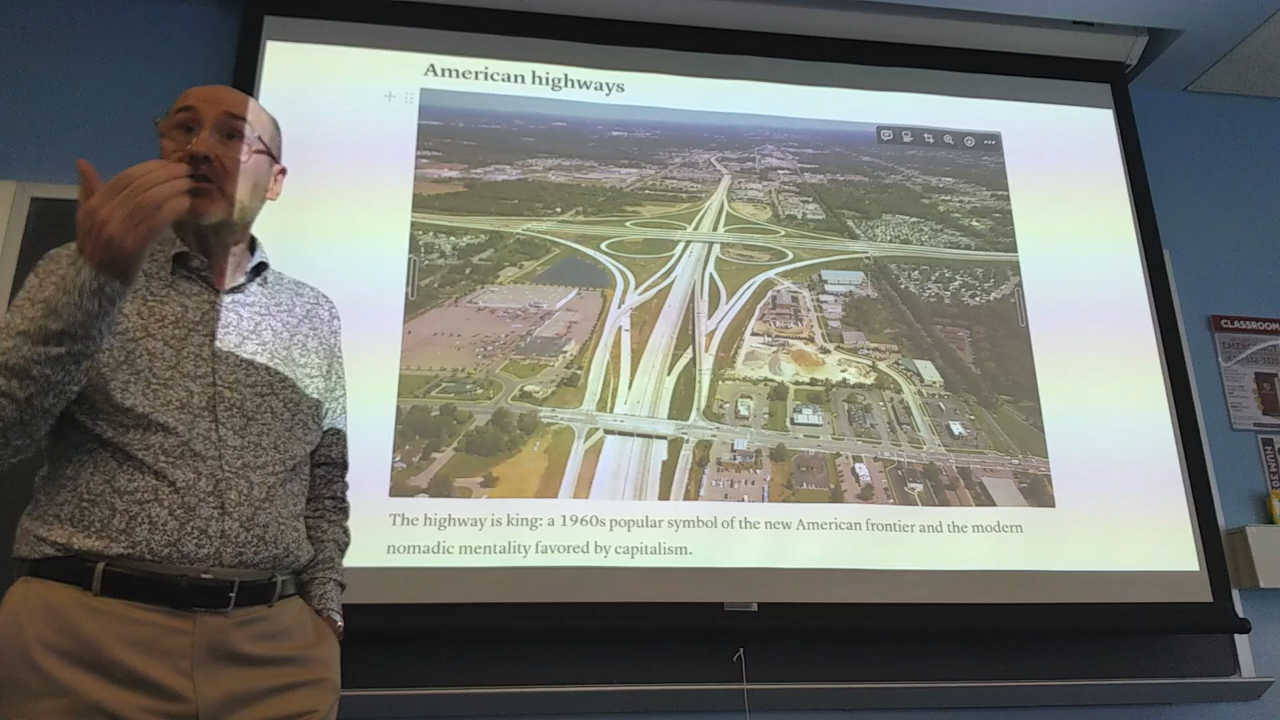 American highways
The highway is king: a 1960s popular symbol of the new American frontier and the modern
nomadic mentality favored by capitalism.
CLASSROOM